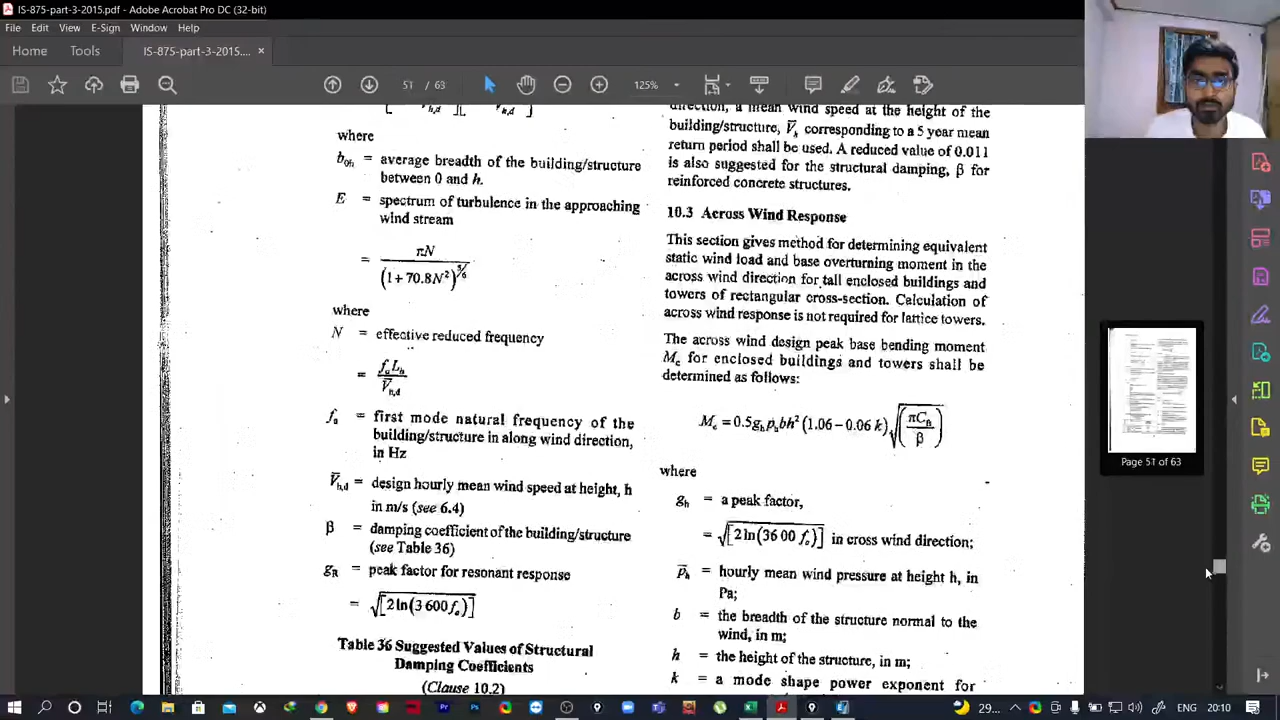 IS-875-part-3-2015.pdf - Adobe Acrobat Pro DC (32-bit)
File Edit View E-Sign Window Help
Home Tools IS-875-part-3-2015.... ×
51 / 63 125%
direction, a mean wind speed at the height of the
building/structure, V̄h corresponding to a 5 year mean
return period shall be used. A reduced value of 0.011
is also suggested for the structural damping, β for
reinforced concrete structures.
where
b0h = average breadth of the building/structure
between 0 and h.
E = spectrum of turbulence in the approaching
wind stream
= πN / (1+70.8N²)^5/6
where
N = effective reduced frequency
= fa Lh / V̄h,d
fa = first mode natural frequency of the
building/structure in along wind direction,
in Hz
V̄h,d = design hourly mean wind speed at height, h
in m/s (see 6.4)
β = damping coefficient of the building/structure
(see Table 36)
gR = peak factor for resonant response
= √[2 ln(3 600 fa)]
Table 36 Suggested Values of Structural
Damping Coefficients
(Clause 10.2)
10.3 Across Wind Response
This section gives method for determining equivalent
static wind load and base overturning moment in the
across wind direction for tall enclosed buildings and
towers of rectangular cross-section. Calculation of
across wind response is not required for lattice towers.
The across wind design peak base bending moment
Mc for enclosed buildings and towers shall be
determined as follows:
Mc = 0.5 gh p̄h bh² (1.06 – 0.06 k) √(πCfs / β)
where
gh = a peak factor,
= √[2 ln(36 00 fc)] in cross wind direction;
p̄h = hourly mean wind pressure at height h, in
Pa;
b = the breadth of the structure normal to the
wind, in m;
h = the height of the structure, in m;
k = a mode shape power exponent for
Page 51 of 63
29... ENG 20:10